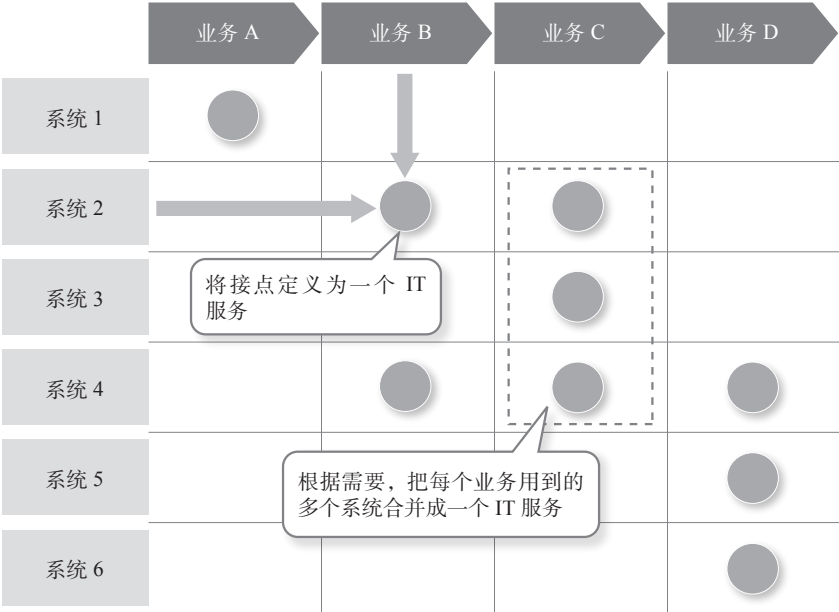 业务 A
业务 B
业务 C
业务 D
系统 1
系统 2
将接点定义为一个 IT
服务
系统 3
系统 4
根据需要，把每个业务用到的
多个系统合并成一个 IT 服务
系统 5
系统 6